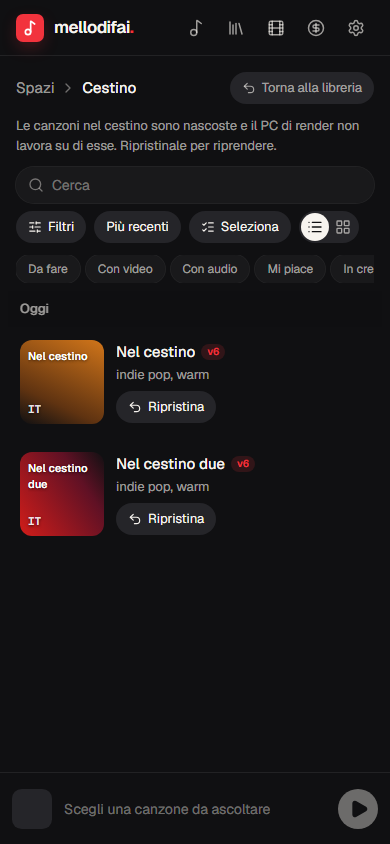 mellodifai.
Spazi > Cestino
Torna alla libreria
Le canzoni nel cestino sono nascoste e il PC di render non
lavora su di esse. Ripristinale per riprendere.
Cerca
Filtri
Più recenti
Seleziona
Da fare
Con video
Con audio
Mi piace
In cre
Oggi
Nel cestino
IT
Nel cestino v6
indie pop, warm
Ripristina
Nel cestino
due
IT
Nel cestino due v6
indie pop, warm
Ripristina
Scegli una canzone da ascoltare